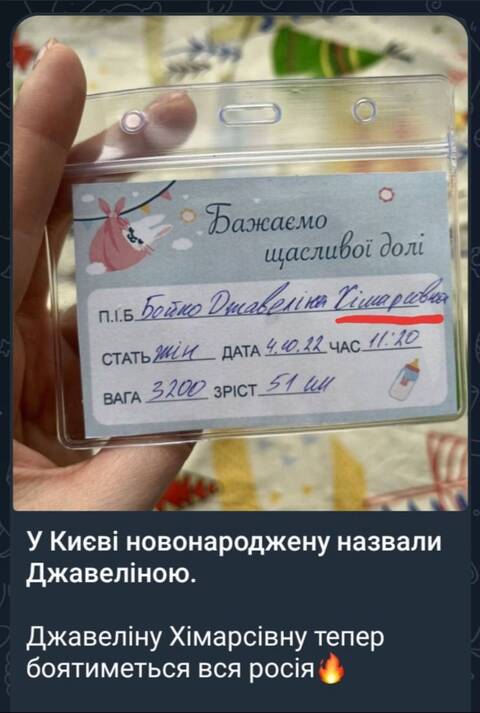 Бажаємо
щасливої долі
П.І.Б Бойко Джавеліна Хімарсівна
СТАТЬ жін ДАТА 4.10.22 ЧАС 11:20
ВАГА 3200 ЗРІСТ 51 см
У Києві новонароджену назвали
Джавеліною.
Джавеліну Хімарсівну тепер
боятиметься вся росія🔥